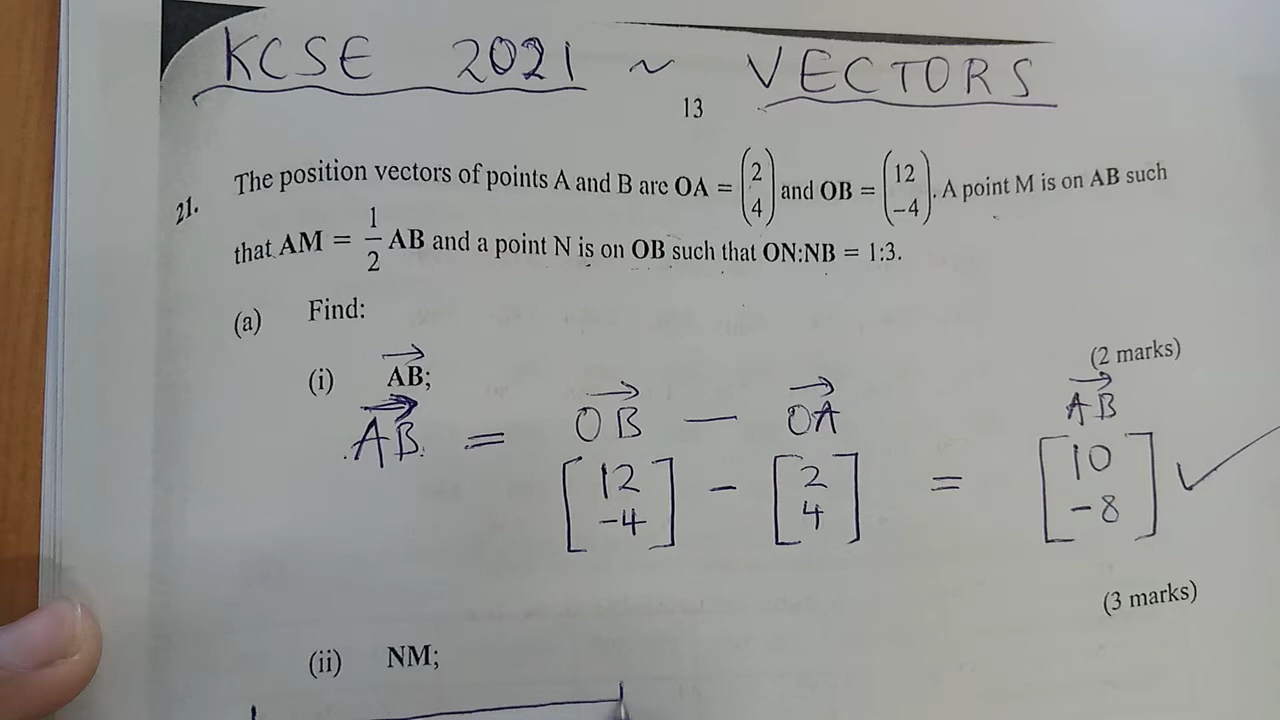 KCSE 2021 ~ VECTORS
13
21. The position vectors of points A and B are OA = (2 4) and OB = (12 -4). A point M is on AB such
that AM = 1/2 AB and a point N is on OB such that ON:NB = 1:3.
(a) Find:
(i) AB; (2 marks)
AB = OB - OA AB
[12 -4] - [2 4] = [10 -8] ✓
(3 marks)
(ii) NM;